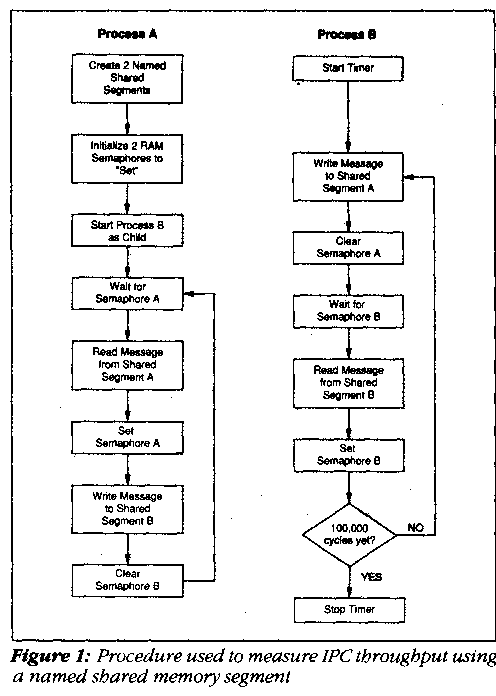 Process A
Create 2 Named
Shared
Segments
Initialize 2 RAM
Semaphores to
"Set"
Start Process B
as Child
Wait for
Semaphore A
Read Message
from Shared
Segment A
Set
Semaphore A
Write Message
to Shared
Segment B
Clear
Semaphore B
Process B
Start Timer
Write Message
to Shared
Segment A
Clear
Semaphore A
Wait for
Semaphore B
Read Message
from Shared
Segment B
Set
Semaphore B
100,000
cycles yet?
NO
YES
Stop Timer
Figure 1: Procedure used to measure IPC throughput using
a named shared memory segment